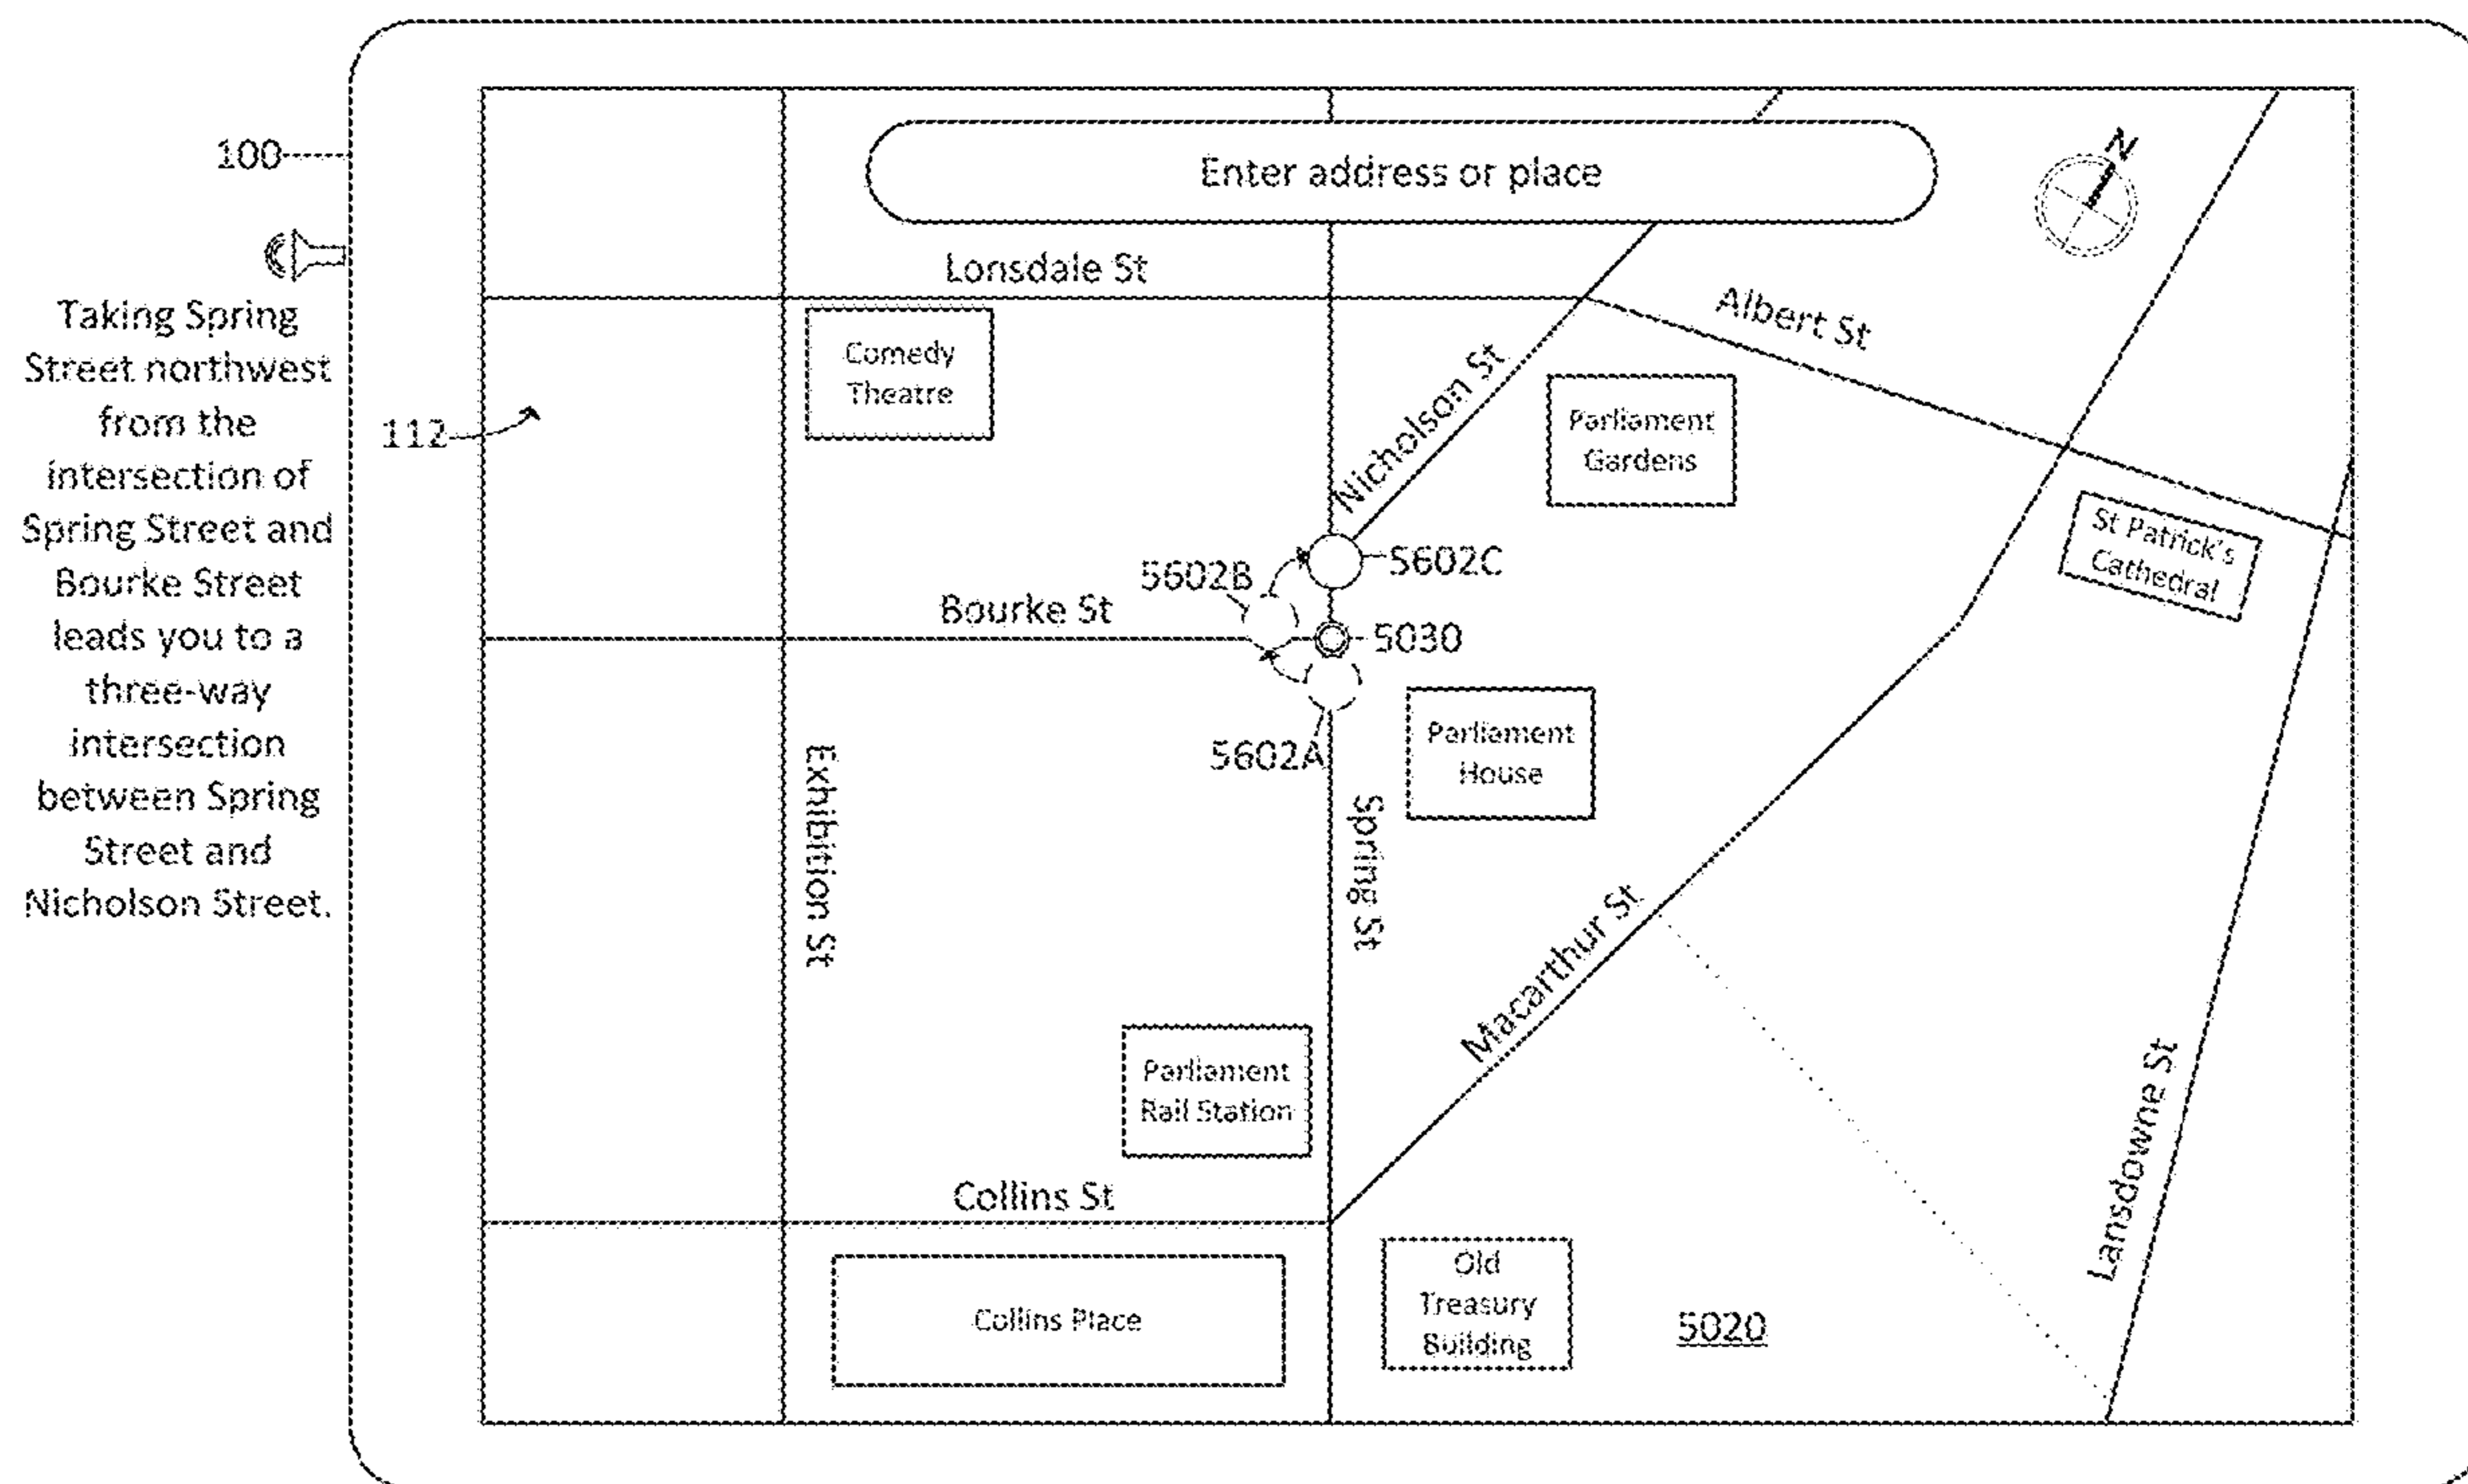 100
Taking Spring
Street northwest
from the
intersection of
Spring Street and
Bourke Street
leads you to a
three-way
intersection
between Spring
Street and
Nicholson Street.
112
Enter address or place
N
Lonsdale St
Albert St
Comedy
Theatre
Nicholson St
Parliament
Gardens
St Patrick's
Cathedral
5602B
5602C
Bourke St
5030
5602A
Parliament
House
Exhibition St
Spring St
Macarthur St
Parliament
Rail Station
Lansdowne St
Collins St
Collins Place
Old
Treasury
Building
5020